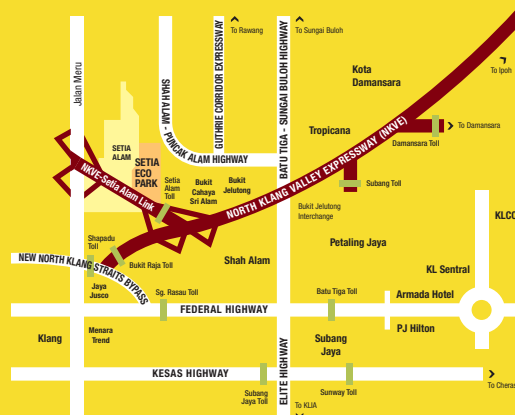 To Rawang
To Sungai Buloh
To Ipoh
Jalan Meru
SHAH ALAM - PUNCAK ALAM HIGHWAY
GUTHRIE CORRIDOR EXPRESSWAY
BATU TIGA - SUNGAI BULOH HIGHWAY
Kota
Damansara
To Damansara
Damansara Toll
Tropicana
SETIA
ALAM
SETIA
ECO
PARK
NKVE-Setia Alam Link
Setia
Alam
Toll
Bukit
Cahaya
Sri Alam
Bukit
Jelutong
NORTH KLANG VALLEY EXPRESSWAY (NKVE)
Subang Toll
Bukit Jelutong
Interchange
KLCC
Shapadu
Toll
Bukit Raja Toll
Shah Alam
Petaling Jaya
NEW NORTH KLANG STRAITS BYPASS
KL Sentral
Jaya
Jusco
Sg. Rasau Toll
Batu Tiga Toll
Armada Hotel
FEDERAL HIGHWAY
PJ Hilton
Klang
Menara
Trend
Subang
Jaya
ELITE HIGHWAY
KESAS HIGHWAY
To Cheras
Subang
Jaya Toll
Sunway Toll
To KLIA